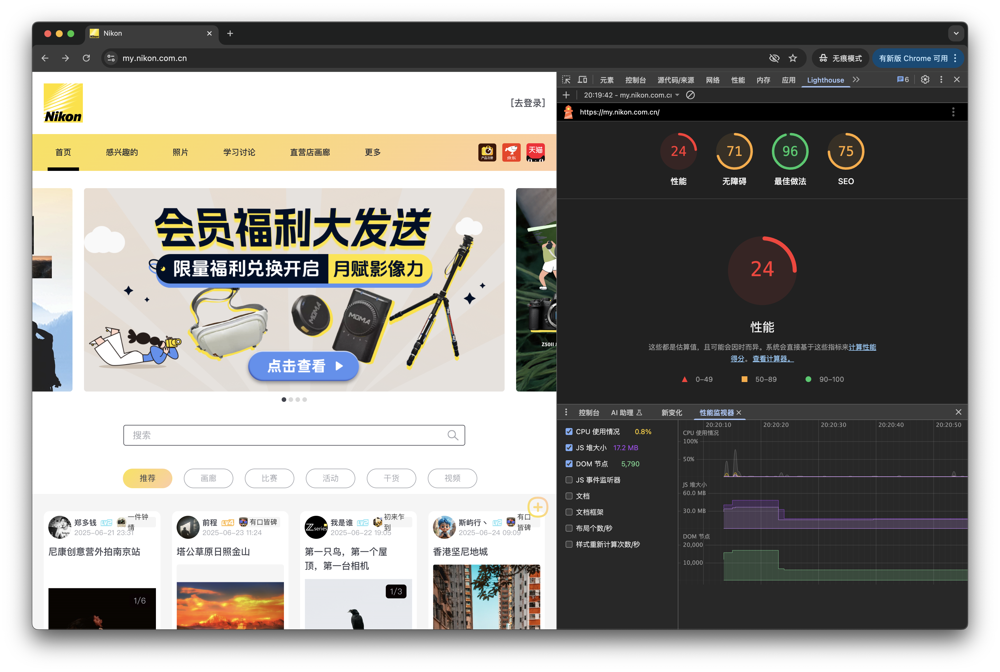 Nikon
my.nikon.com.cn
无痕模式
有新版 Chrome 可用
Nikon
[去登录]
首页
感兴趣的
照片
学习讨论
直营店画廊
更多
产品注册
京东
天猫
会员福利大发送
限量福利兑换开启
月赋影像力
MOMA
MOMA
点击查看
Z50II
搜索
推荐
画廊
比赛
活动
干货
视频
郑多钱 LV2 一件钟情
2025-06-21 23:31
尼康创意营外拍南京站
1/6
前程 LV4 有口皆碑
2025-06-23 11:24
塔公草原日照金山
Z series
我是谁 LV2 初来乍到
2025-06-22 19:05
第一只鸟，第一个屋
顶，第一台相机
1/3
斯屿行丶 LV2 有口皆碑
2025-06-24 09:09
香港坚尼地城
元素
控制台
源代码/来源
网络
性能
内存
应用
Lighthouse
6
20:19:42 - my.nikon.com.c
https://my.nikon.com.cn/
24
71
96
75
性能
无障碍
最佳做法
SEO
24
性能
这些都是估算值，且可能会因时而异。系统会直接基于这些指标来计算性能
得分。查看计算器。
0–49
50–89
90–100
控制台
AI 助理
新变化
性能监视器
CPU 使用情况 0.8%
JS 堆大小 17.2 MB
DOM 节点 5,790
JS 事件监听器
文档
文档框架
布局个数/秒
样式重新计算次数/秒
20:20:10
20:20:20
20:20:30
20:20:40
20:20:50
CPU 使用情况
100%
50%
JS 堆大小
60.0 MB
30.0 MB
DOM 节点
20,000
10,000